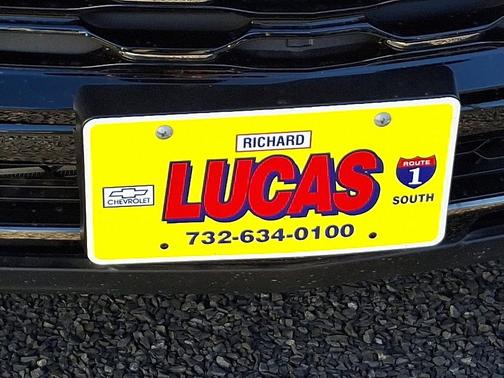 RICHARD
LUCAS
CHEVROLET
ROUTE
1
SOUTH
732-634-0100